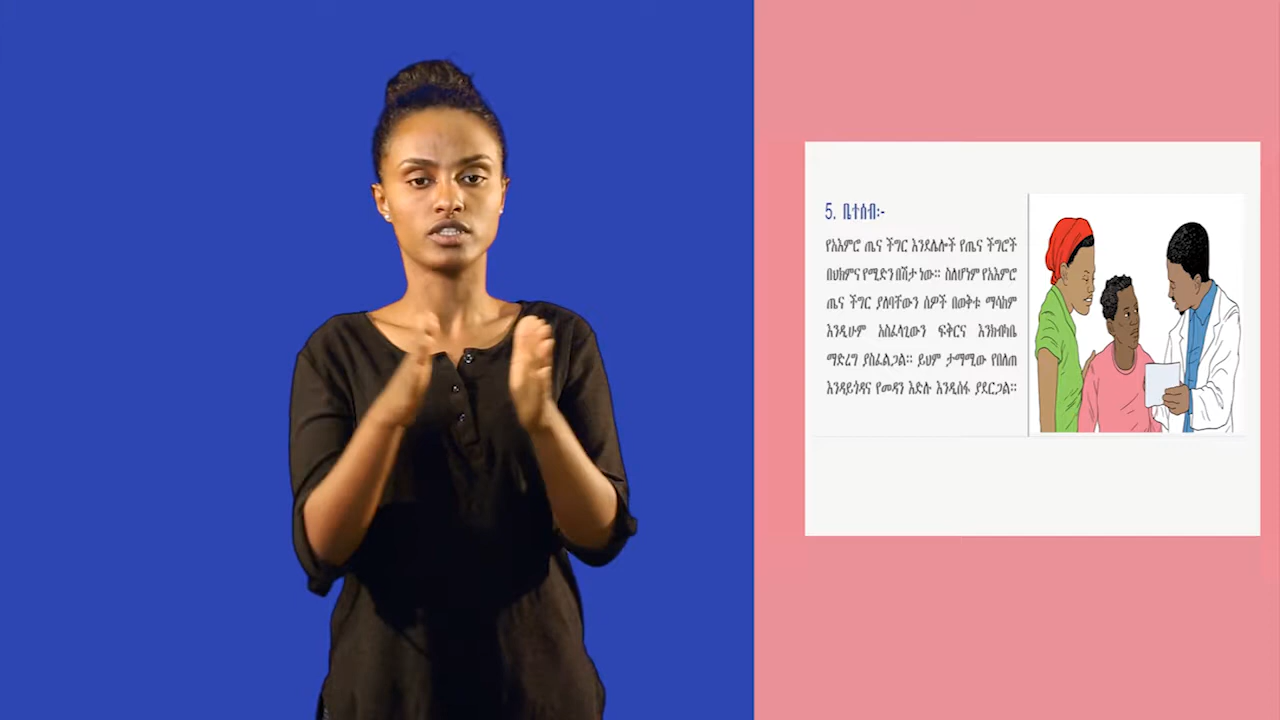 5. ቤተሰብ፡-
የአእምሮ ጤና ችግር እንደሌሎች የጤና ችግሮች
በህክምና የሚድን በሽታ ነው። ስለሆነም የአእምሮ
ጤና ችግር ያለባቸውን ሰዎች በወቅቱ ማሳከም
እንዲሁም አስፈላጊውን ፍቅርና እንክብካቤ
ማድረግ ያስፈልጋል። ይህም ታማሚው የበለጠ
እንዳይጎዳና የመዳን እድሉ እንዲሰፋ ያደርጋል።